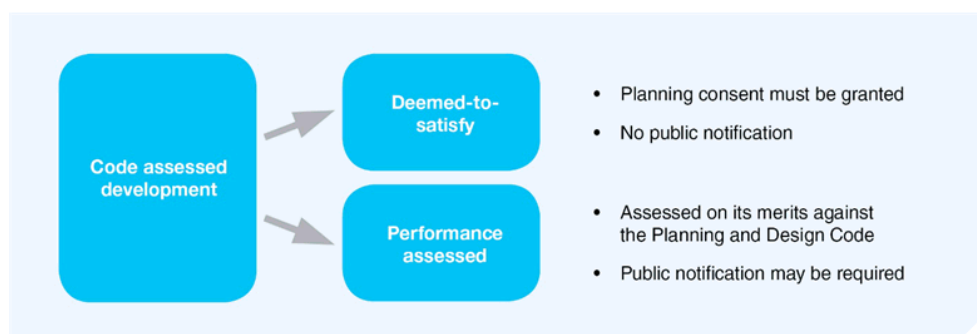 Code assessed
development
Deemed-to-
satisfy
• Planning consent must be granted
• No public notification
Performance
assessed
• Assessed on its merits against
the Planning and Design Code
• Public notification may be required